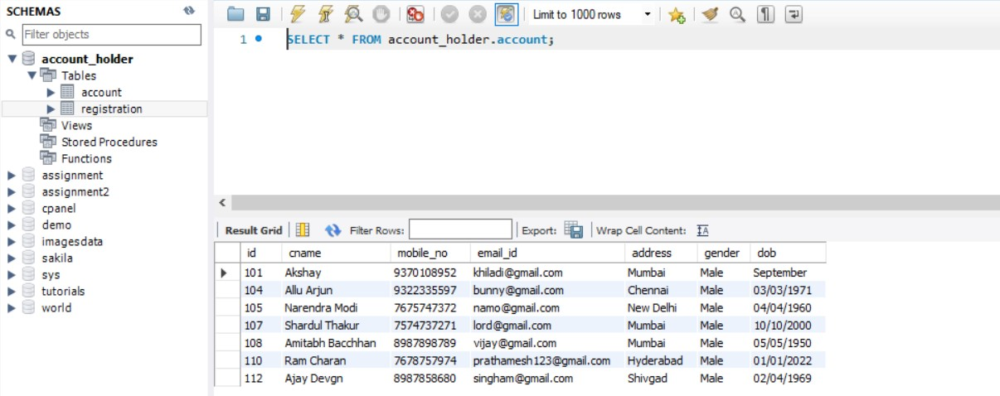 SCHEMAS
Filter objects
account_holder
Tables
account
registration
Views
Stored Procedures
Functions
assignment
assignment2
cpanel
demo
imagesdata
sakila
sys
tutorials
world
Limit to 1000 rows
1 SELECT * FROM account_holder.account;
Result Grid Filter Rows: Export: Wrap Cell Content:
id cname mobile_no email_id address gender dob
101 Akshay 9370108952 khiladi@gmail.com Mumbai Male September
104 Allu Arjun 9322335597 bunny@gmail.com Chennai Male 03/03/1971
105 Narendra Modi 7675747372 namo@gmail.com New Delhi Male 04/04/1960
107 Shardul Thakur 7574737271 lord@gmail.com Mumbai Male 10/10/2000
108 Amitabh Bacchhan 8987898789 vijay@gmail.com Mumbai Male 05/05/1950
110 Ram Charan 7678757974 prathamesh123@gmail.com Hyderabad Male 01/01/2022
112 Ajay Devgn 8987858680 singham@gmail.com Shivgad Male 02/04/1969